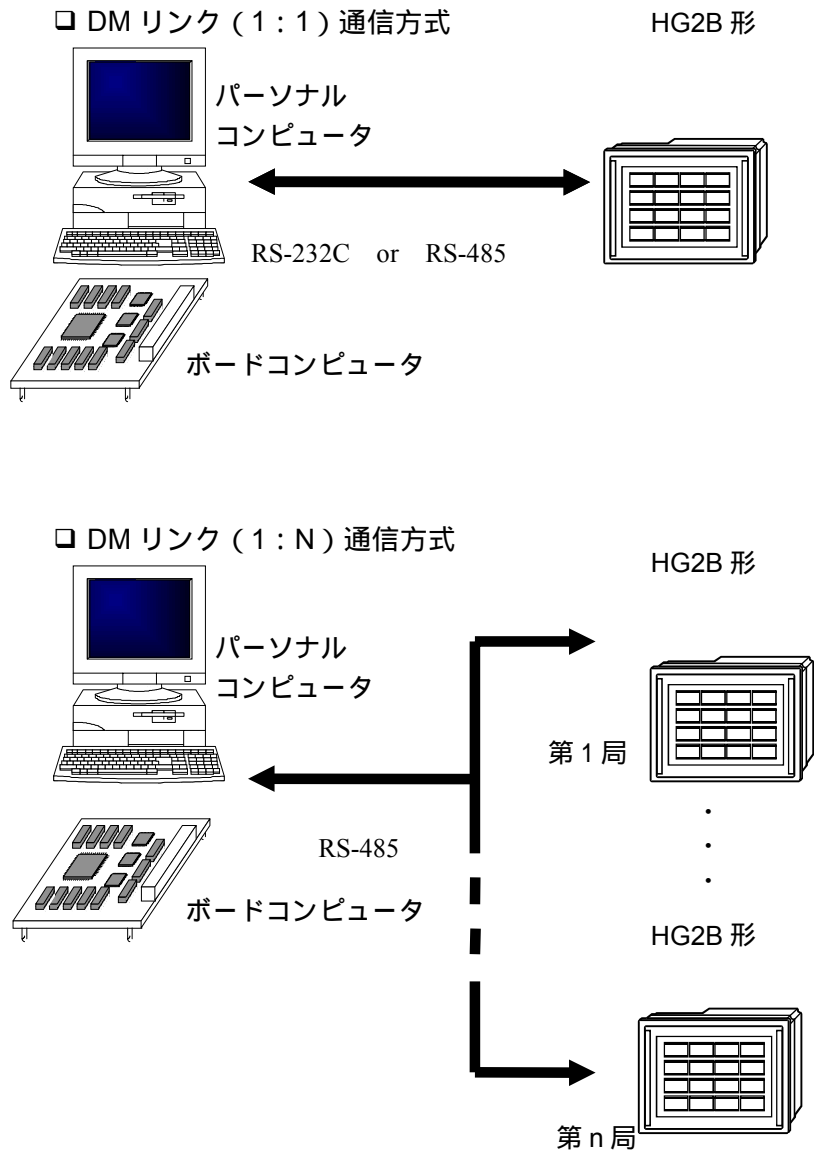 ❑ DM リンク（1：1）通信方式
HG2B 形
パーソナル
コンピュータ
RS-232C or RS-485
ボードコンピュータ
❑ DM リンク（1：N）通信方式
HG2B 形
パーソナル
コンピュータ
第 1 局
RS-485
ボードコンピュータ
HG2B 形
第 n 局